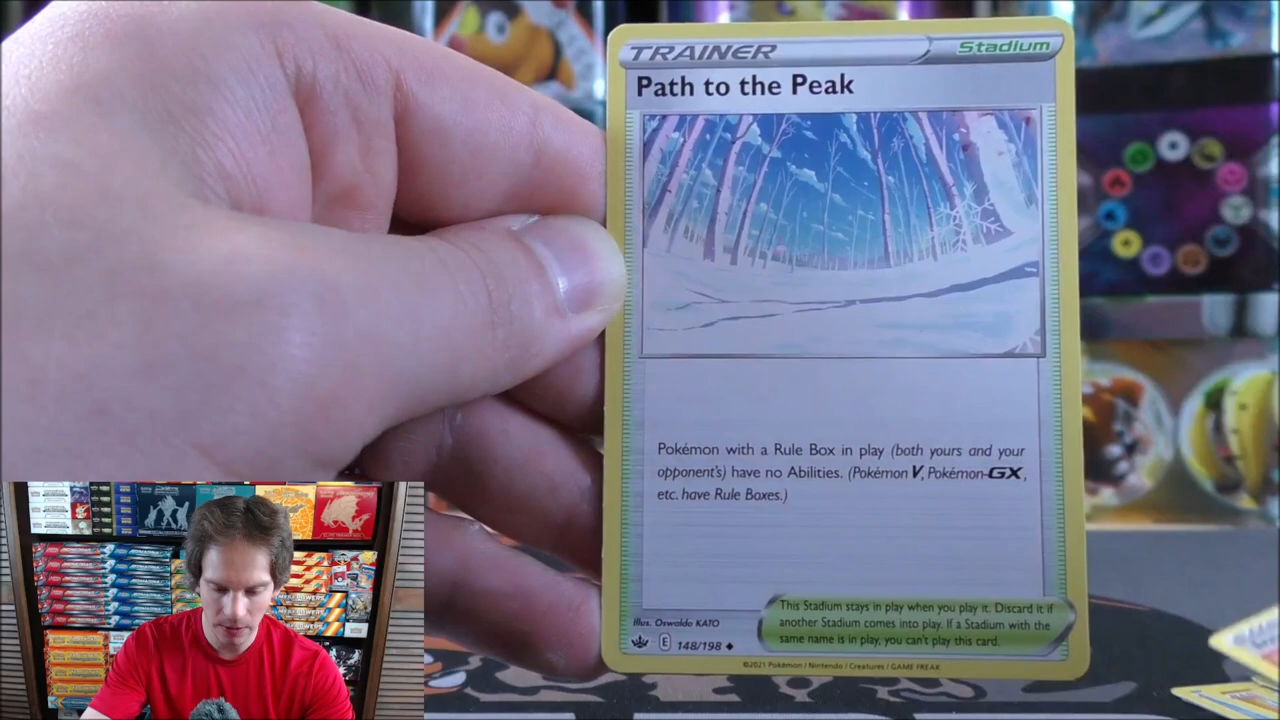 TRAINER
Stadium
Path to the Peak
Pokémon with a Rule Box in play (both yours and your
opponent's) have no Abilities. (Pokémon V, Pokémon-GX,
etc. have Rule Boxes.)
This Stadium stays in play when you play it. Discard it if
another Stadium comes into play. If a Stadium with the
same name is in play, you can't play this card.
Illus. Oswaldo KATO
E 148/198
©2021 Pokémon / Nintendo / Creatures / GAME FREAK